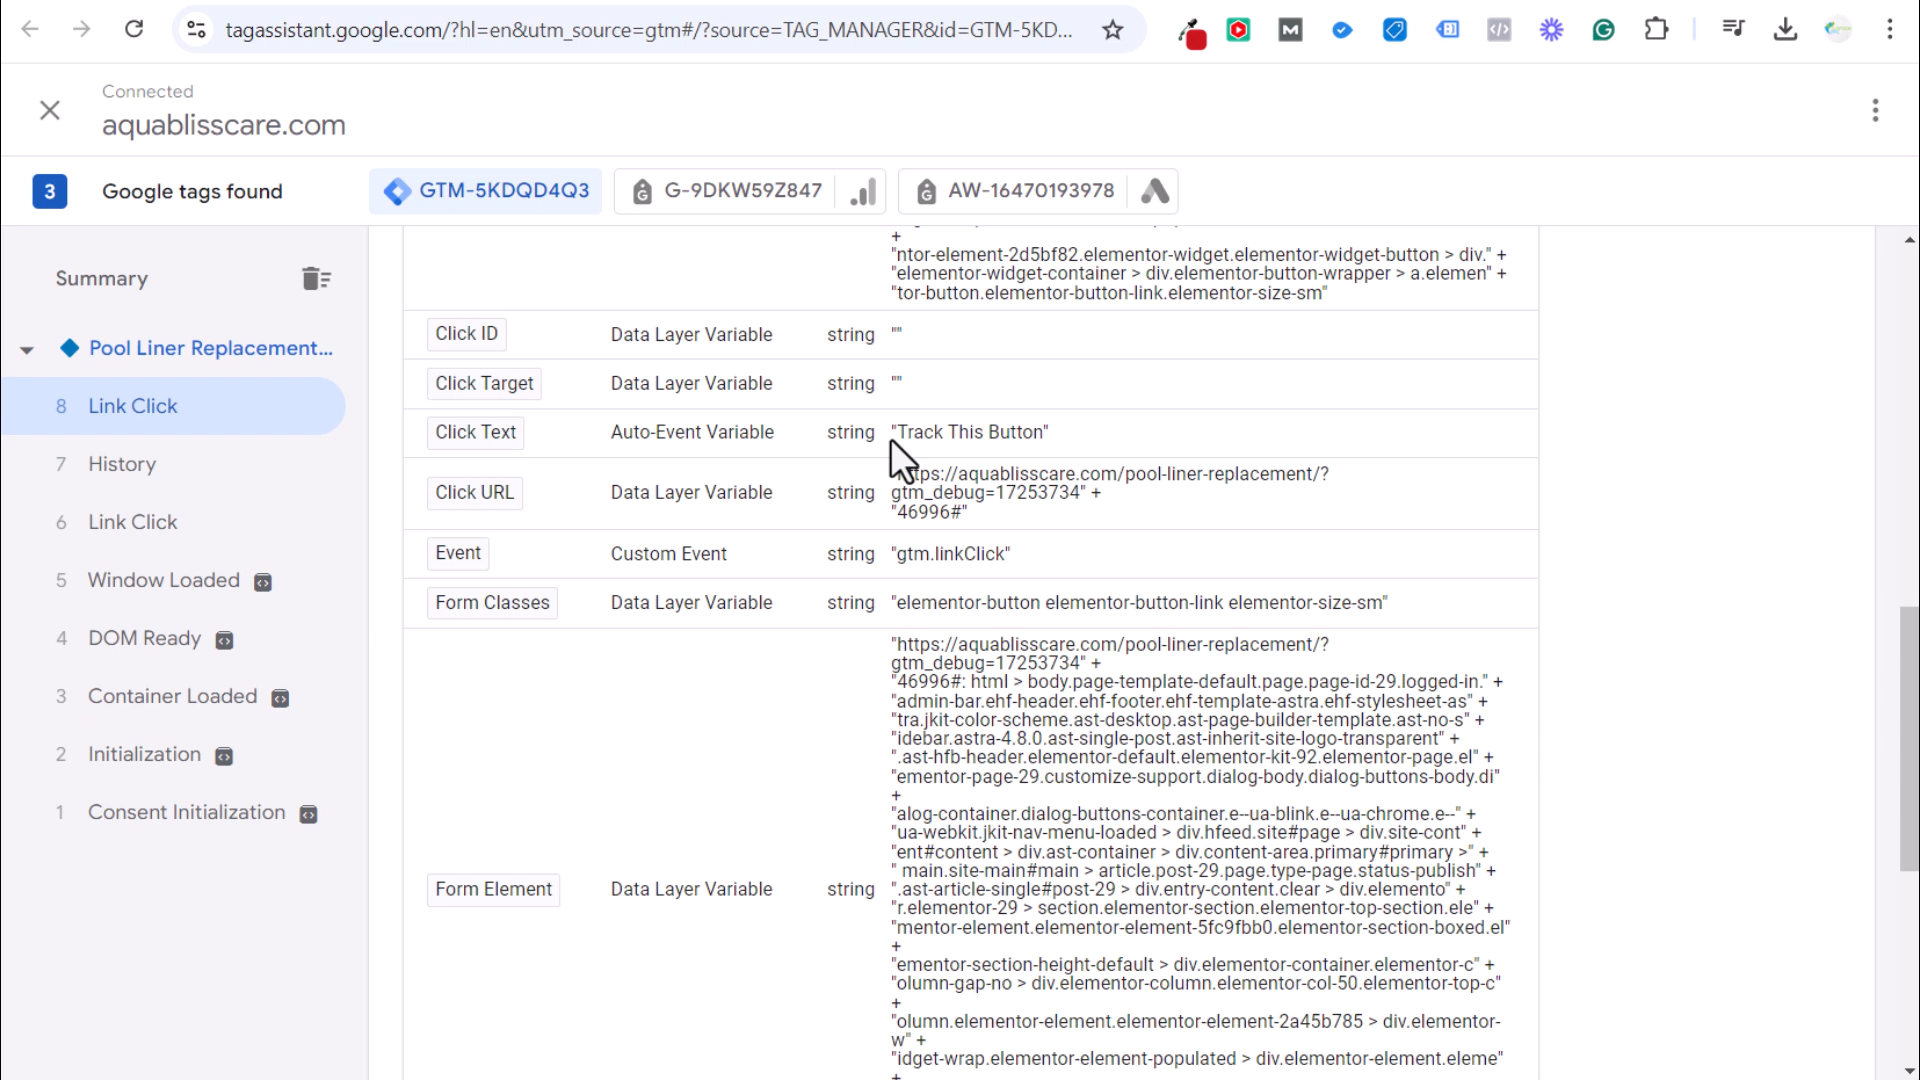 tagassistant.google.com/?hl=en&utm_source=gtm#/?source=TAG_MANAGER&id=GTM-5KD...
Connected
aquablisscare.com
3 Google tags found GTM-5KDQD4Q3 G-9DKW59Z847 AW-16470193978
Summary
Pool Liner Replacement...
8 Link Click
7 History
6 Link Click
5 Window Loaded
4 DOM Ready
3 Container Loaded
2 Initialization
1 Consent Initialization
+
"ntor-element-2d5bf82.elementor-widget.elementor-widget-button > div." +
"elementor-widget-container > div.elementor-button-wrapper > a.elemen" +
"tor-button.elementor-button-link.elementor-size-sm"
Click ID Data Layer Variable string ""
Click Target Data Layer Variable string ""
Click Text Auto-Event Variable string "Track This Button"
Click URL Data Layer Variable string
ttps://aquablisscare.com/pool-liner-replacement/?
gtm_debug=17253734" +
"46996#"
Event Custom Event string "gtm.linkClick"
Form Classes Data Layer Variable string "elementor-button elementor-button-link elementor-size-sm"
Form Element Data Layer Variable string
"https://aquablisscare.com/pool-liner-replacement/?
gtm_debug=17253734" +
"46996#: html > body.page-template-default.page.page-id-29.logged-in." +
"admin-bar.ehf-header.ehf-footer.ehf-template-astra.ehf-stylesheet-as" +
"tra.jkit-color-scheme.ast-desktop.ast-page-builder-template.ast-no-s" +
"idebar.astra-4.8.0.ast-single-post.ast-inherit-site-logo-transparent" +
".ast-hfb-header.elementor-default.elementor-kit-92.elementor-page.el" +
"ementor-page-29.customize-support.dialog-body.dialog-buttons-body.di"
+
"alog-container.dialog-buttons-container.e--ua-blink.e--ua-chrome.e--" +
"ua-webkit.jkit-nav-menu-loaded > div.hfeed.site#page > div.site-cont" +
"ent#content > div.ast-container > div.content-area.primary#primary >" +
" main.site-main#main > article.post-29.page.type-page.status-publish" +
".ast-article-single#post-29 > div.entry-content.clear > div.elemento" +
"r.elementor-29 > section.elementor-section.elementor-top-section.ele" +
"mentor-element.elementor-element-5fc9fbb0.elementor-section-boxed.el"
+
"ementor-section-height-default > div.elementor-container.elementor-c" +
"olumn-gap-no > div.elementor-column.elementor-col-50.elementor-top-c"
+
"olumn.elementor-element.elementor-element-2a45b785 > div.elementor-
w" +
"idget-wrap.elementor-element-populated > div.elementor-element.eleme"
+